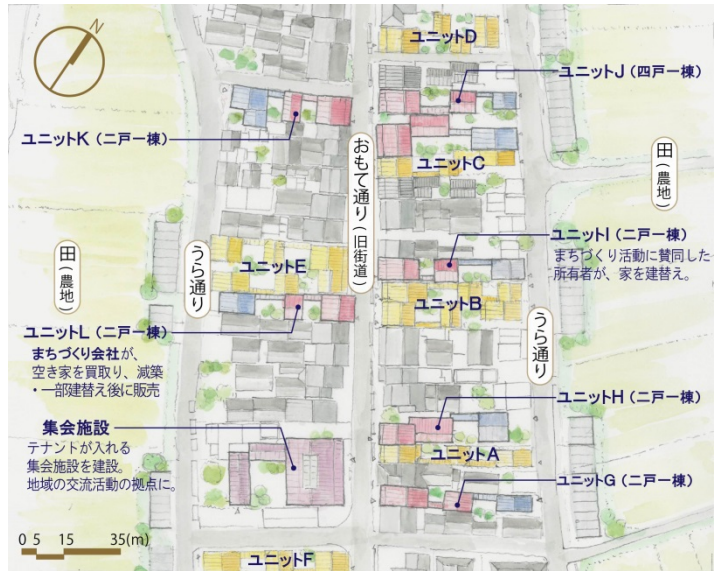 N
ユニットD
ユニットJ（四戸一棟）
ユニットK（二戸一棟）
おもて通り（旧街道）
ユニットC
田（農地）
ユニットI（二戸一棟）
まちづくり活動に賛同した
所有者が、家を建替え。
田（農地）
うら通り
ユニットE
ユニットB
ユニットL（二戸一棟）
まちづくり会社が、
空き家を買取り、減築
・一部建替え後に販売
うら通り
ユニットH（二戸一棟）
集会施設
テナンドが入れる
集会施設を建設。
地域の交流活動の拠点に。
ユニットA
ユニットG（二戸一棟）
0 5 15 35(m)
ユニットF